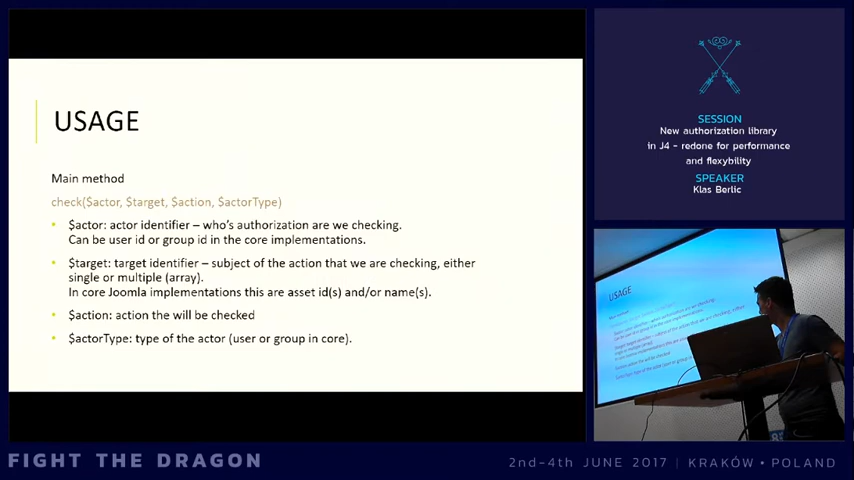 USAGE
Main method
check($actor, $target, $action, $actorType)
• $actor: actor identifier – who's authorization are we checking.
Can be user id or group id in the core implementations.
• $target: target identifier – subject of the action that we are checking, either
single or multiple (array).
In core Joomla implementations this are asset id(s) and/or name(s).
• $action: action the will be checked
• $actorType: type of the actor (user or group in core).
SESSION
New authorization library
in J4 - redone for performance
and flexybility
SPEAKER
Klas Berlic
USAGE
FIGHT THE DRAGON
2nd-4th JUNE 2017 | KRAKÓW • POLAND